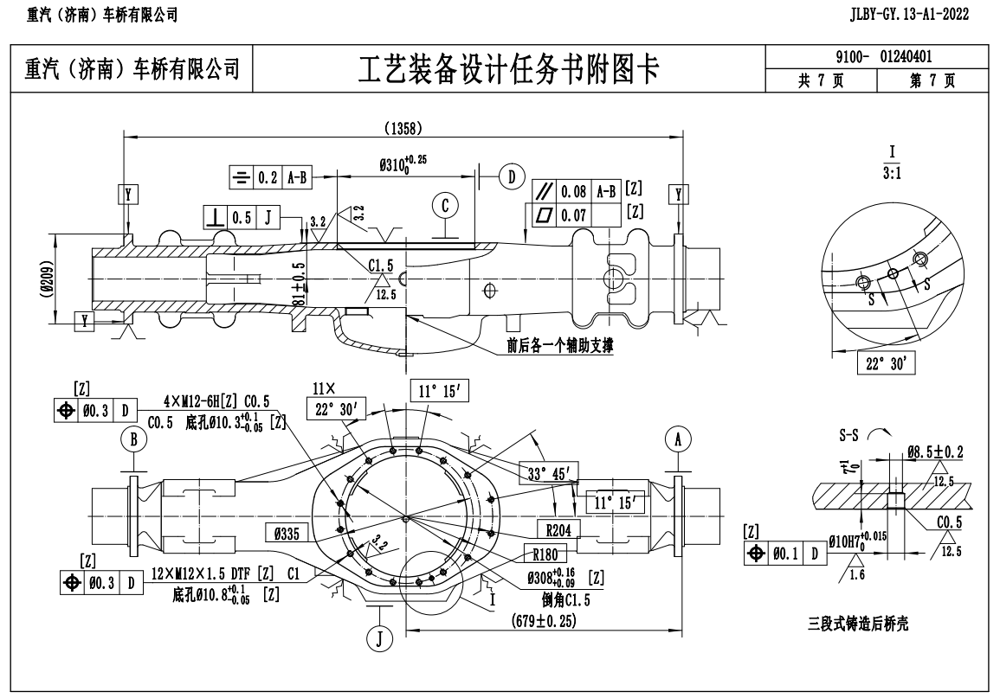 重汽(济南)车桥有限公司 JLBY-GY.13-A1-2022
重汽(济南)车桥有限公司 工艺装备设计任务书附图卡 9100- 01240401
共 7 页 第 7 页
(1358)
Ø310 +0.25 0
0.2 A-B
D
0.08 A-B [Z]
0.07 [Z]
I
3:1
Y
Y
0.5 J
3.2
3.2
C
(Ø209)
81±0.5
C1.5
12.5
Y
前后各一个辅助支撑
S
S
22°30′
[Z]
Ø0.3 D
4×M12-6H[Z] C0.5
C0.5 底孔Ø10.3 +0.1 -0.05 [Z]
11×
22°30′
11°15′
B
A
33°45′
11°15′
Ø335
R204
R180
3.2
[Z]
Ø0.3 D
12×M12×1.5 DTF [Z] C1
底孔Ø10.8 +0.1 -0.05 [Z]
Ø308 +0.16 +0.09 [Z]
倒角C1.5
I
(679±0.25)
J
S-S
Ø8.5±0.2
12.5
7 +1 0
C0.5
12.5
[Z]
Ø0.1 D
Ø10H7 +0.015 0
1.6
三段式铸造后桥壳